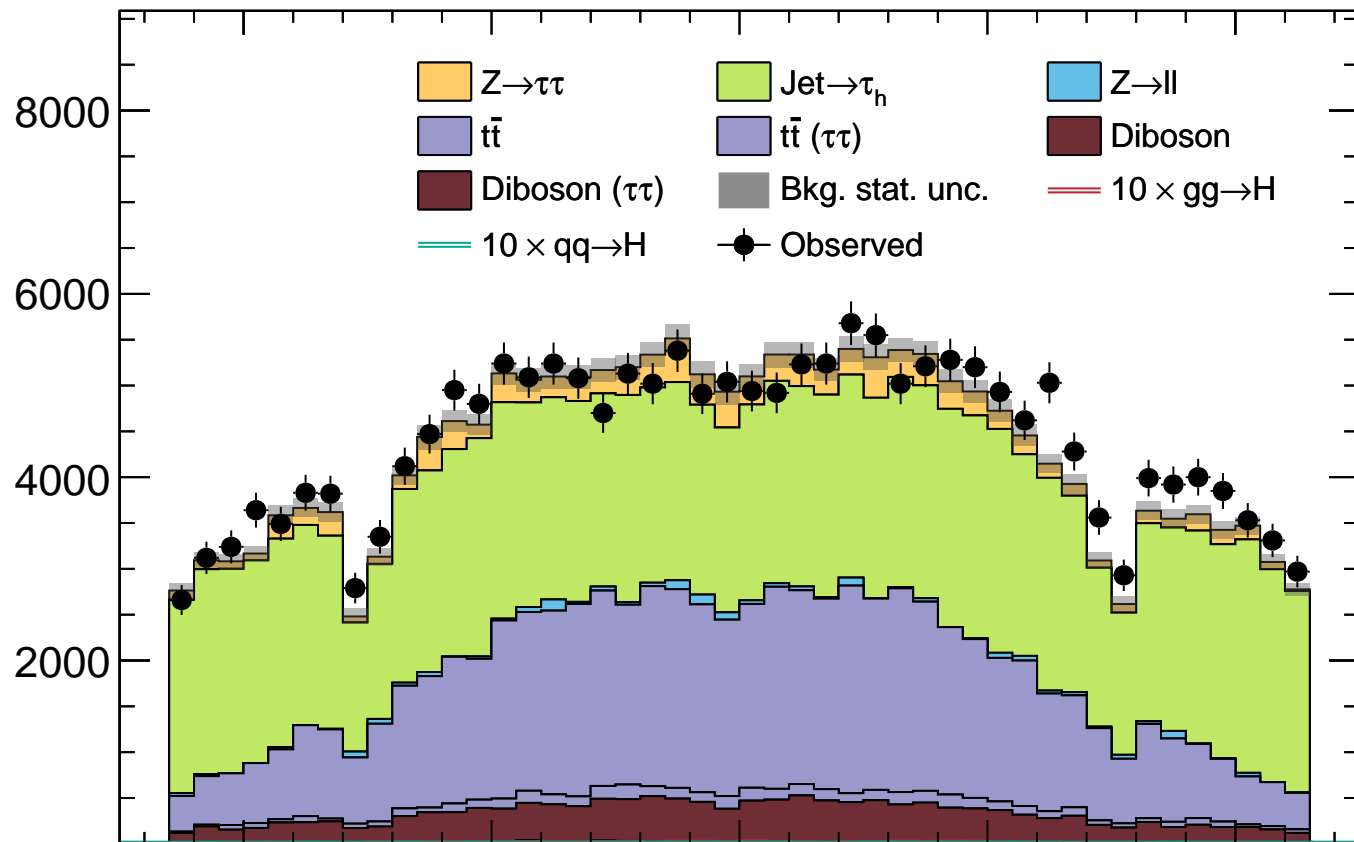 8000
6000
4000
2000
Z→ττ Jet→τh Z→ll
tt̄ tt̄ (ττ) Diboson
Diboson (ττ) Bkg. stat. unc. 10 × gg→H
10 × qq→H Observed